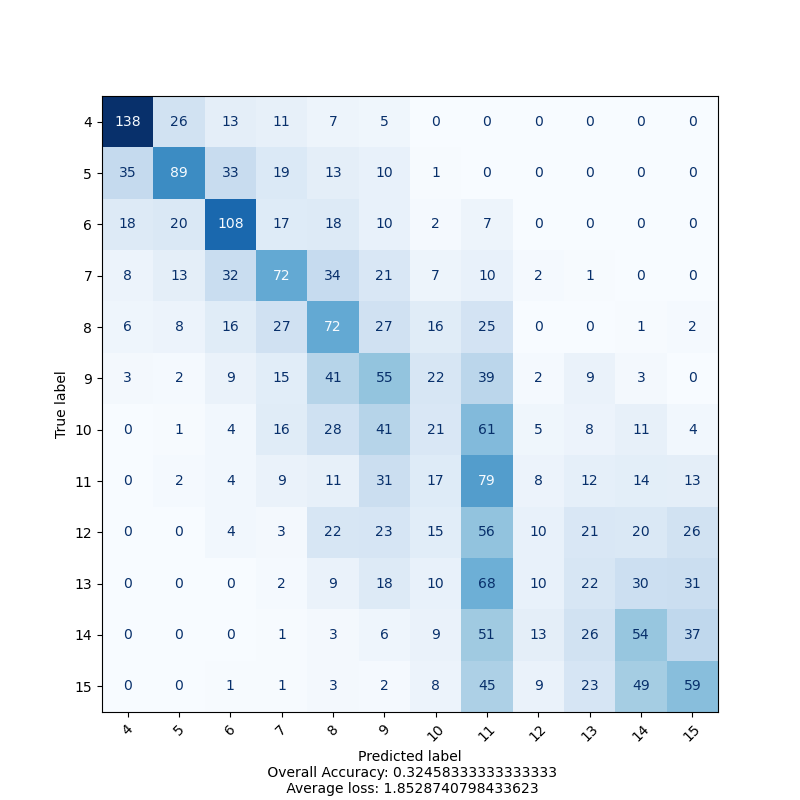 4 138 26 13 11 7 5 0 0 0 0 0 0
5 35 89 33 19 13 10 1 0 0 0 0 0
6 18 20 108 17 18 10 2 7 0 0 0 0
7 8 13 32 72 34 21 7 10 2 1 0 0
8 6 8 16 27 72 27 16 25 0 0 1 2
9 3 2 9 15 41 55 22 39 2 9 3 0
True label
10 0 1 4 16 28 41 21 61 5 8 11 4
11 0 2 4 9 11 31 17 79 8 12 14 13
12 0 0 4 3 22 23 15 56 10 21 20 26
13 0 0 0 2 9 18 10 68 10 22 30 31
14 0 0 0 1 3 6 9 51 13 26 54 37
15 0 0 1 1 3 2 8 45 9 23 49 59
4 5 6 7 8 9 10 11 12 13 14 15
Predicted label
Overall Accuracy: 0.32458333333333333
Average loss: 1.8528740798433623